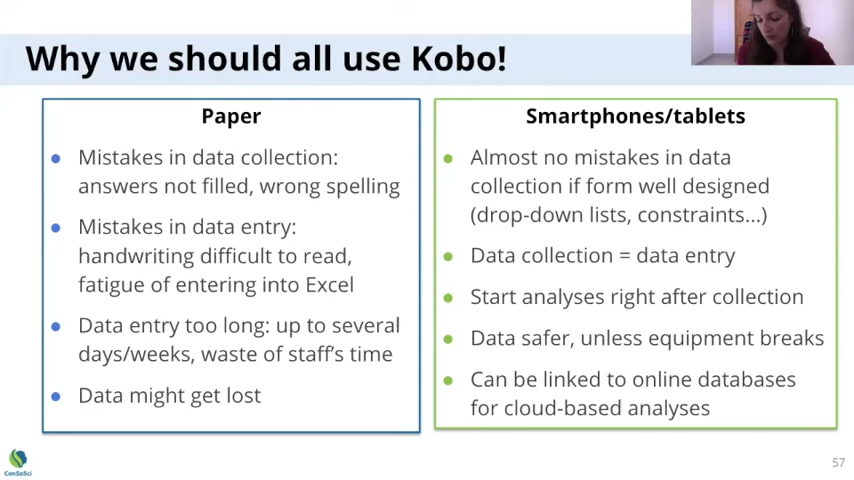 Why we should all use Kobo!
Paper
Mistakes in data collection:
answers not filled, wrong spelling
Mistakes in data entry:
handwriting difficult to read,
fatigue of entering into Excel
Data entry too long: up to several
days/weeks, waste of staff's time
Data might get lost
Smartphones/tablets
Almost no mistakes in data
collection if form well designed
(drop-down lists, constraints...)
Data collection = data entry
Start analyses right after collection
Data safer, unless equipment breaks
Can be linked to online databases
for cloud-based analyses
ConSoSci
57